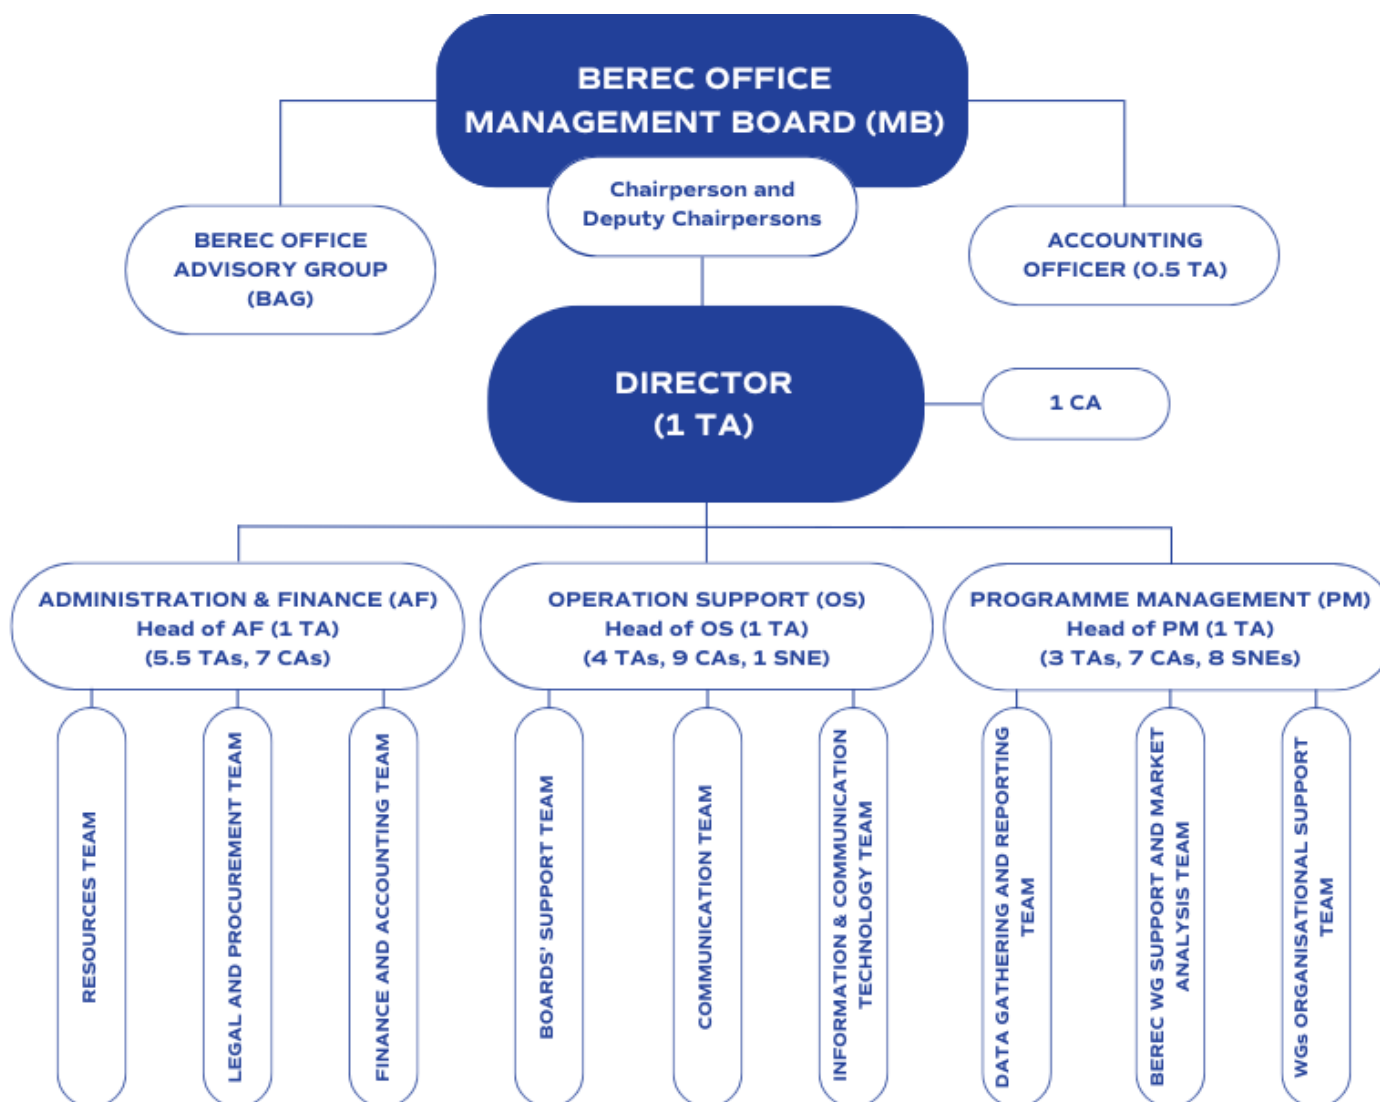 BEREC OFFICE
MANAGEMENT BOARD (MB)
Chairperson and
Deputy Chairpersons
BEREC OFFICE
ADVISORY GROUP
(BAG)
ACCOUNTING
OFFICER (0.5 TA)
DIRECTOR
(1 TA)
1 CA
ADMINISTRATION & FINANCE (AF)
Head of AF (1 TA)
(5.5 TAs, 7 CAs)
OPERATION SUPPORT (OS)
Head of OS (1 TA)
(4 TAs, 9 CAs, 1 SNE)
PROGRAMME MANAGEMENT (PM)
Head of PM (1 TA)
(3 TAs, 7 CAs, 8 SNEs)
RESOURCES TEAM
LEGAL AND PROCUREMENT TEAM
FINANCE AND ACCOUNTING TEAM
BOARDS' SUPPORT TEAM
COMMUNICATION TEAM
INFORMATION & COMMUNICATION
TECHNOLOGY TEAM
DATA GATHERING AND REPORTING
TEAM
BEREC WG SUPPORT AND MARKET
ANALYSIS TEAM
WGs ORGANISATIONAL SUPPORT
TEAM